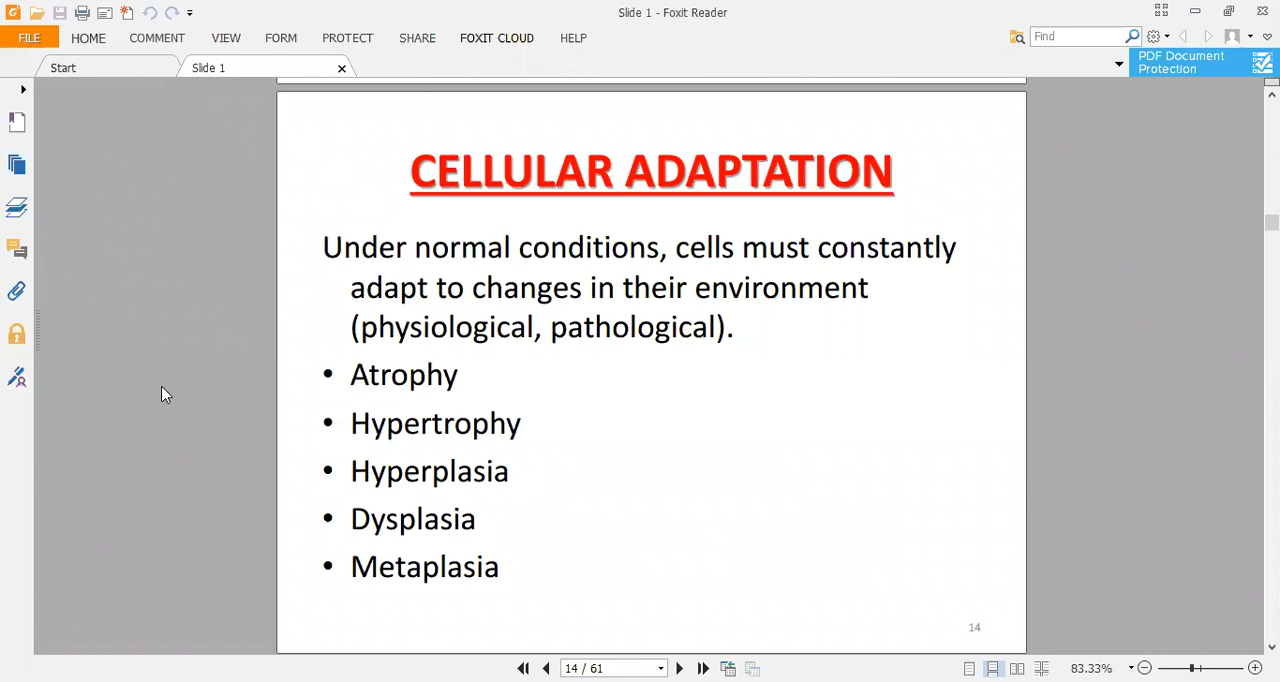 Slide 1 - Foxit Reader
FILE HOME COMMENT VIEW FORM PROTECT SHARE FOXIT CLOUD HELP
Find
Start
Slide 1
PDF Document
Protection
CELLULAR ADAPTATION
Under normal conditions, cells must constantly
adapt to changes in their environment
(physiological, pathological).
• Atrophy
• Hypertrophy
• Hyperplasia
• Dysplasia
• Metaplasia
14
14 / 61
83.33%